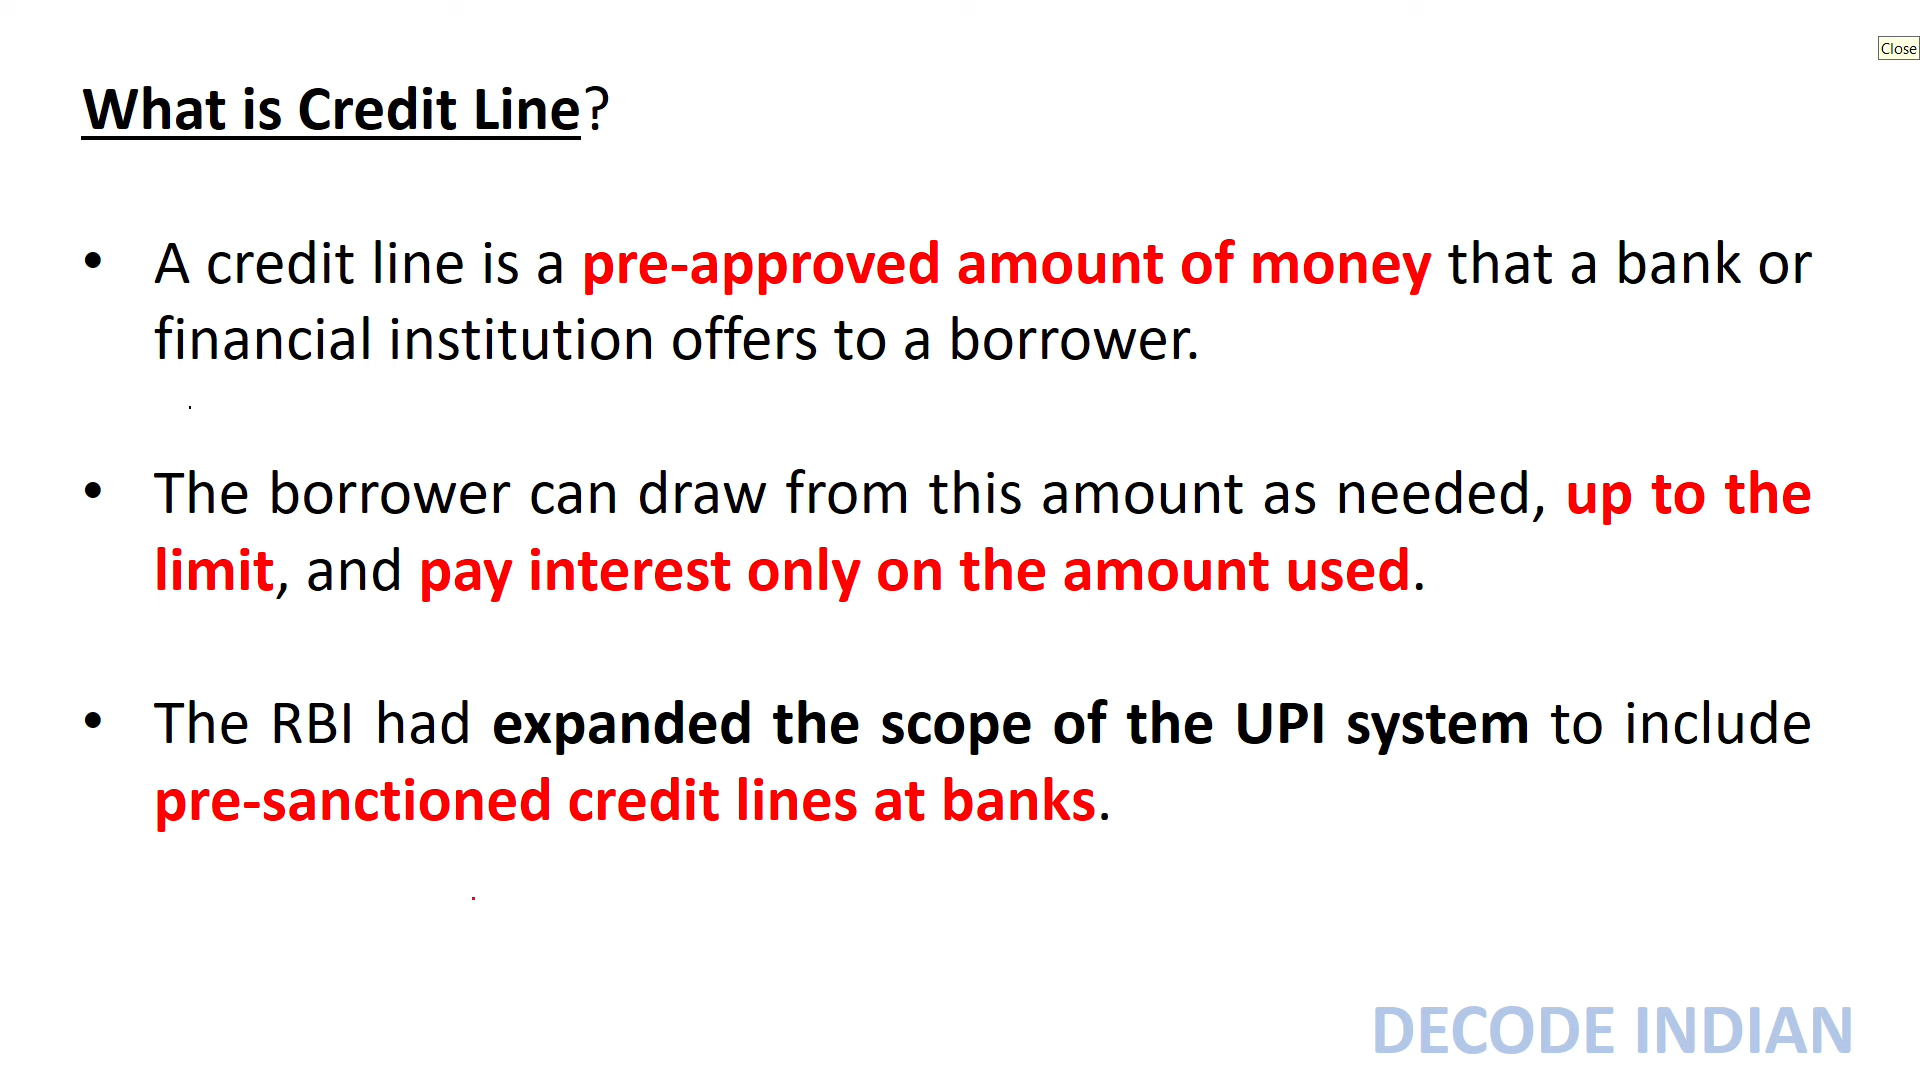 Close
What is Credit Line?
• A credit line is a pre-approved amount of money that a bank or
financial institution offers to a borrower.
• The borrower can draw from this amount as needed, up to the
limit, and pay interest only on the amount used.
• The RBI had expanded the scope of the UPI system to include
pre-sanctioned credit lines at banks.
DECODE INDIAN